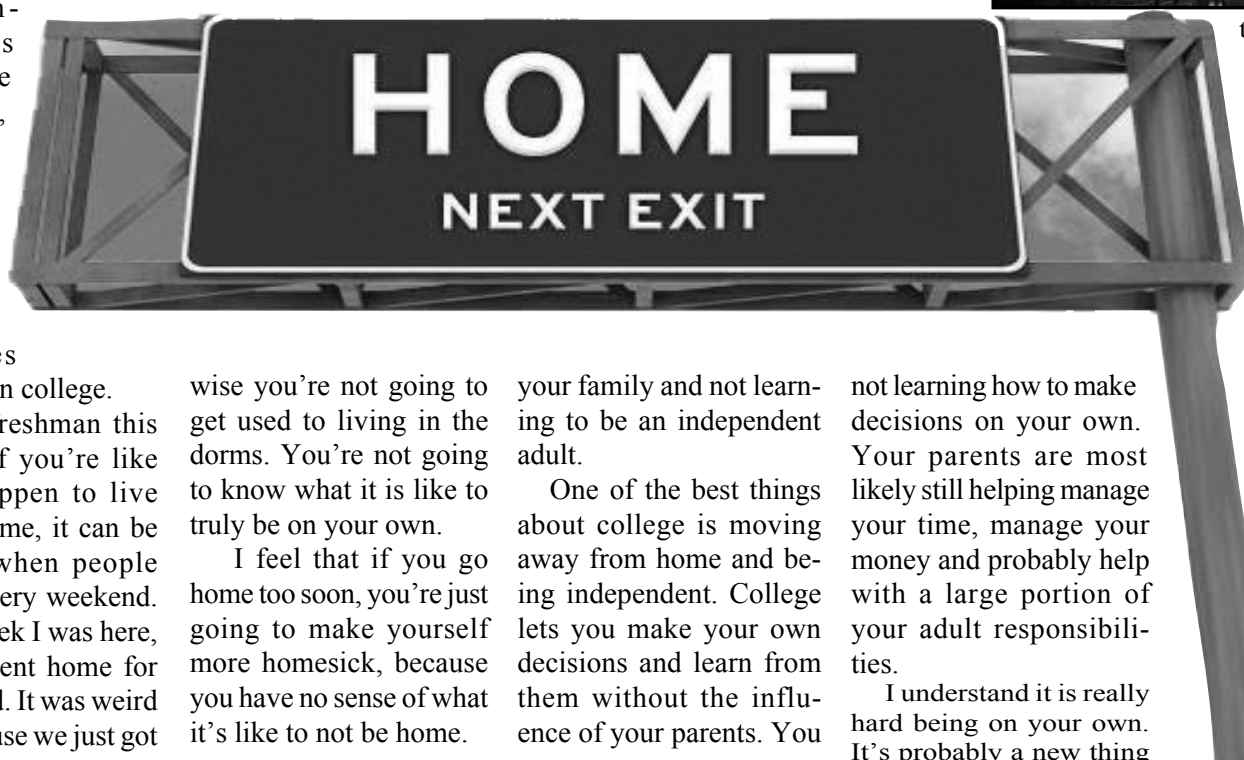 HOME
NEXT EXIT
n college.
reshman this
f you're like
ppen to live
me, it can be
when people
ery weekend.
ek I was here,
ent home for
d. It was weird
use we just got
wise you're not going to
get used to living in the
dorms. You're not going
to know what it is like to
truly be on your own.
I feel that if you go
home too soon, you're just
going to make yourself
more homesick, because
you have no sense of what
it's like to not be home.
your family and not learn-
ing to be an independent
adult.
One of the best things
about college is moving
away from home and be-
ing independent. College
lets you make your own
decisions and learn from
them without the influ-
ence of your parents. You
not learning how to make
decisions on your own.
Your parents are most
likely still helping manage
your time, manage your
money and probably help
with a large portion of
your adult responsibili-
ties.
I understand it is really
hard being on your own.
It's probably a new thing